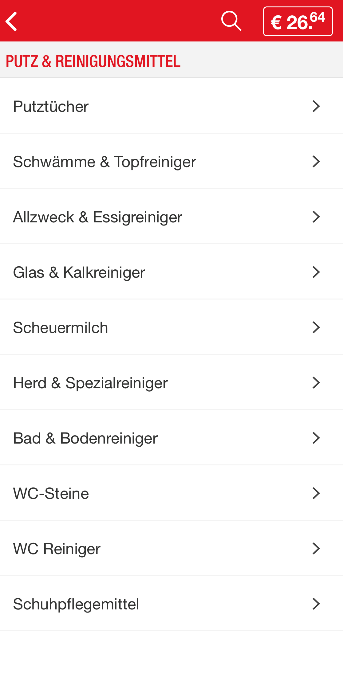 € 26.64
PUTZ & REINIGUNGSMITTEL
Putztücher
Schwämme & Topfreiniger
Allzweck & Essigreiniger
Glas & Kalkreiniger
Scheuermilch
Herd & Spezialreiniger
Bad & Bodenreiniger
WC-Steine
WC Reiniger
Schuhpflegemittel